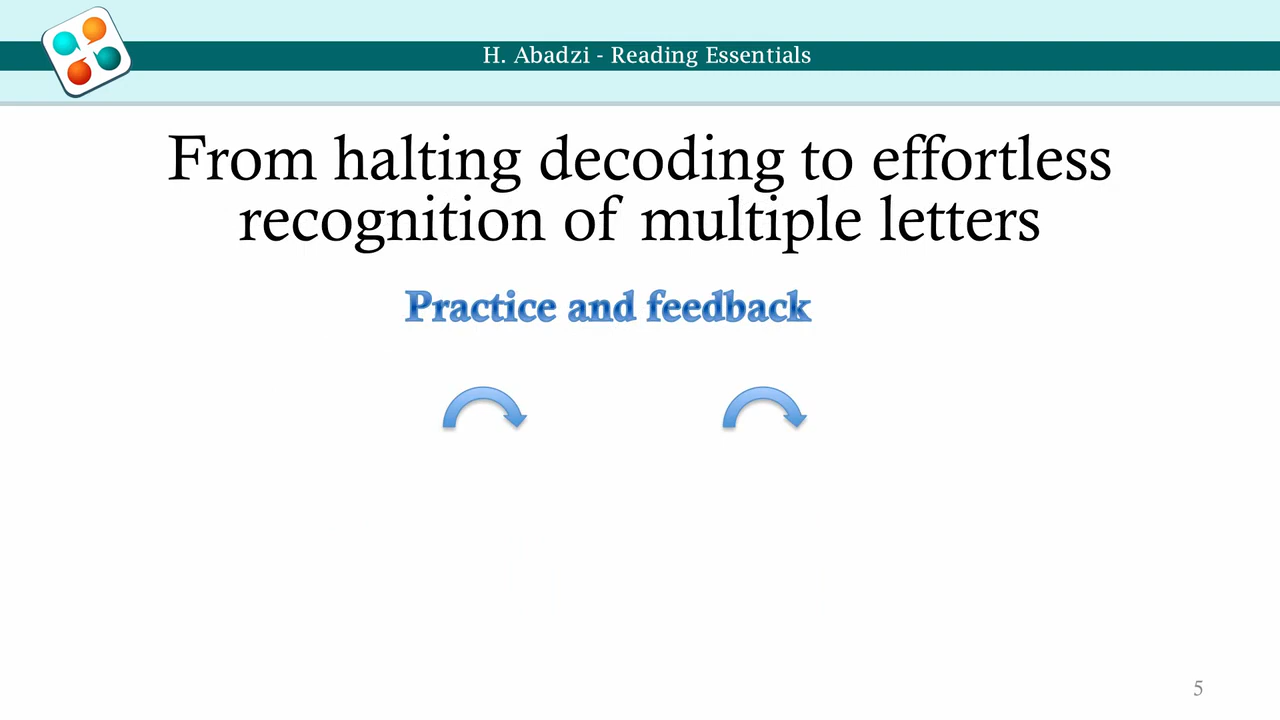 H. Abadzi - Reading Essentials
From halting decoding to effortless
recognition of multiple letters
Practice and feedback
5